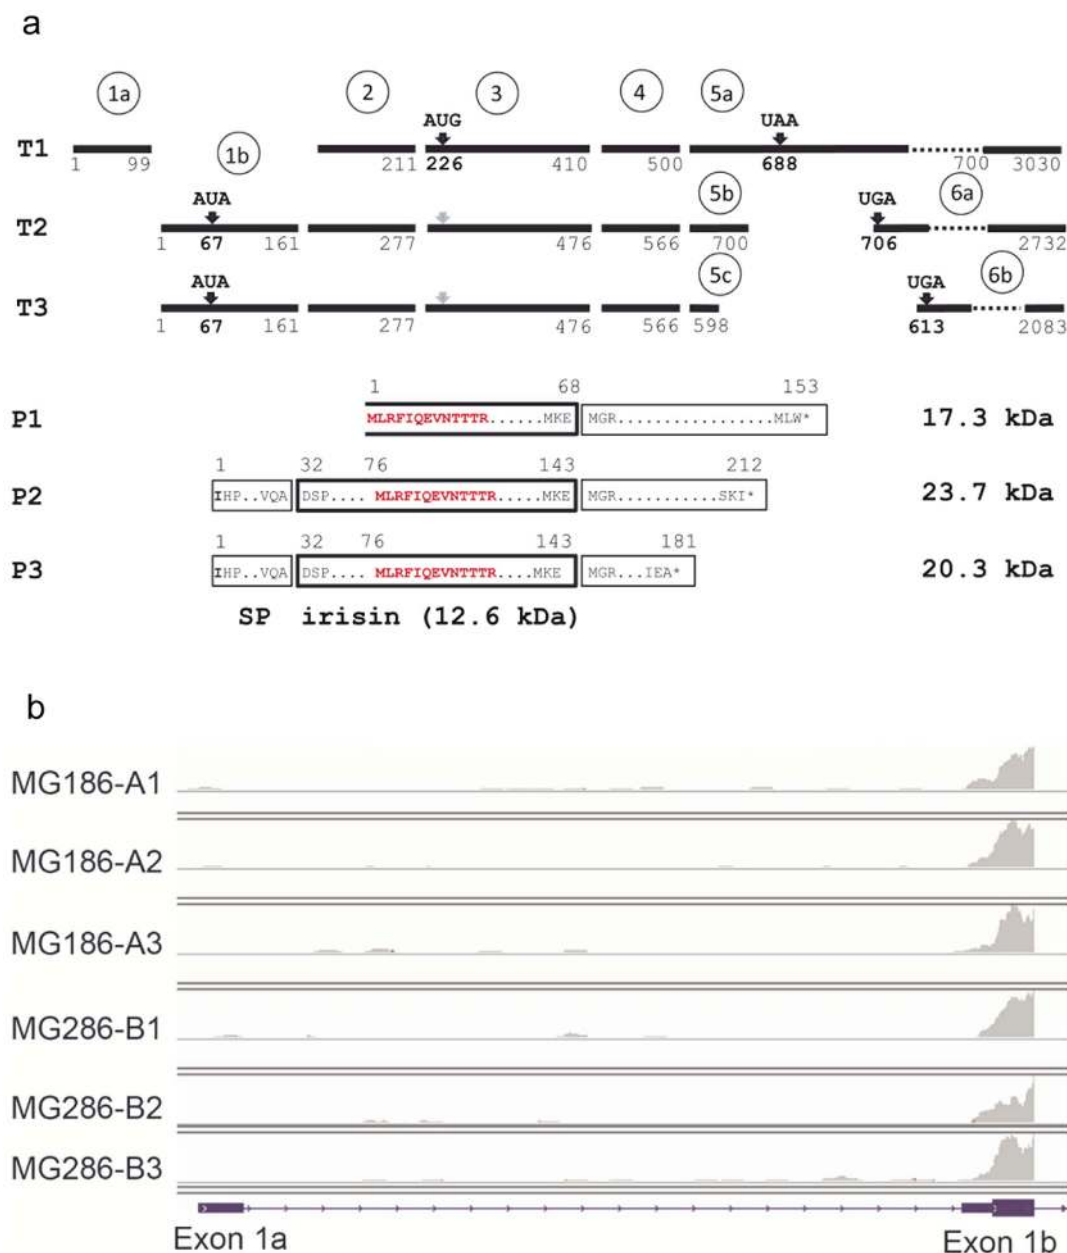 a
1a 2 3 4 5a
AUG UAA
T1
1 99 211 226 410 500 688 700 3030
1b
AUA 5b UGA 6a
T2
1 67 161 277 476 566 700 706 2732
AUA 5c UGA 6b
T3
1 67 161 277 476 566 598 613 2083
1 68 153
P1 MLRFIQEVNTTTR......MKE MGR.................MLW* 17.3 kDa
1 32 76 143 212
P2 IHP..VQA DSP.... MLRFIQEVNTTTR......MKE MGR...........SKI* 23.7 kDa
1 32 76 143 181
P3 IHP..VQA DSP.... MLRFIQEVNTTTR.....MKE MGR...IEA* 20.3 kDa
SP irisin (12.6 kDa)
b
MG186-A1
MG186-A2
MG186-A3
MG286-B1
MG286-B2
MG286-B3
Exon 1a Exon 1b